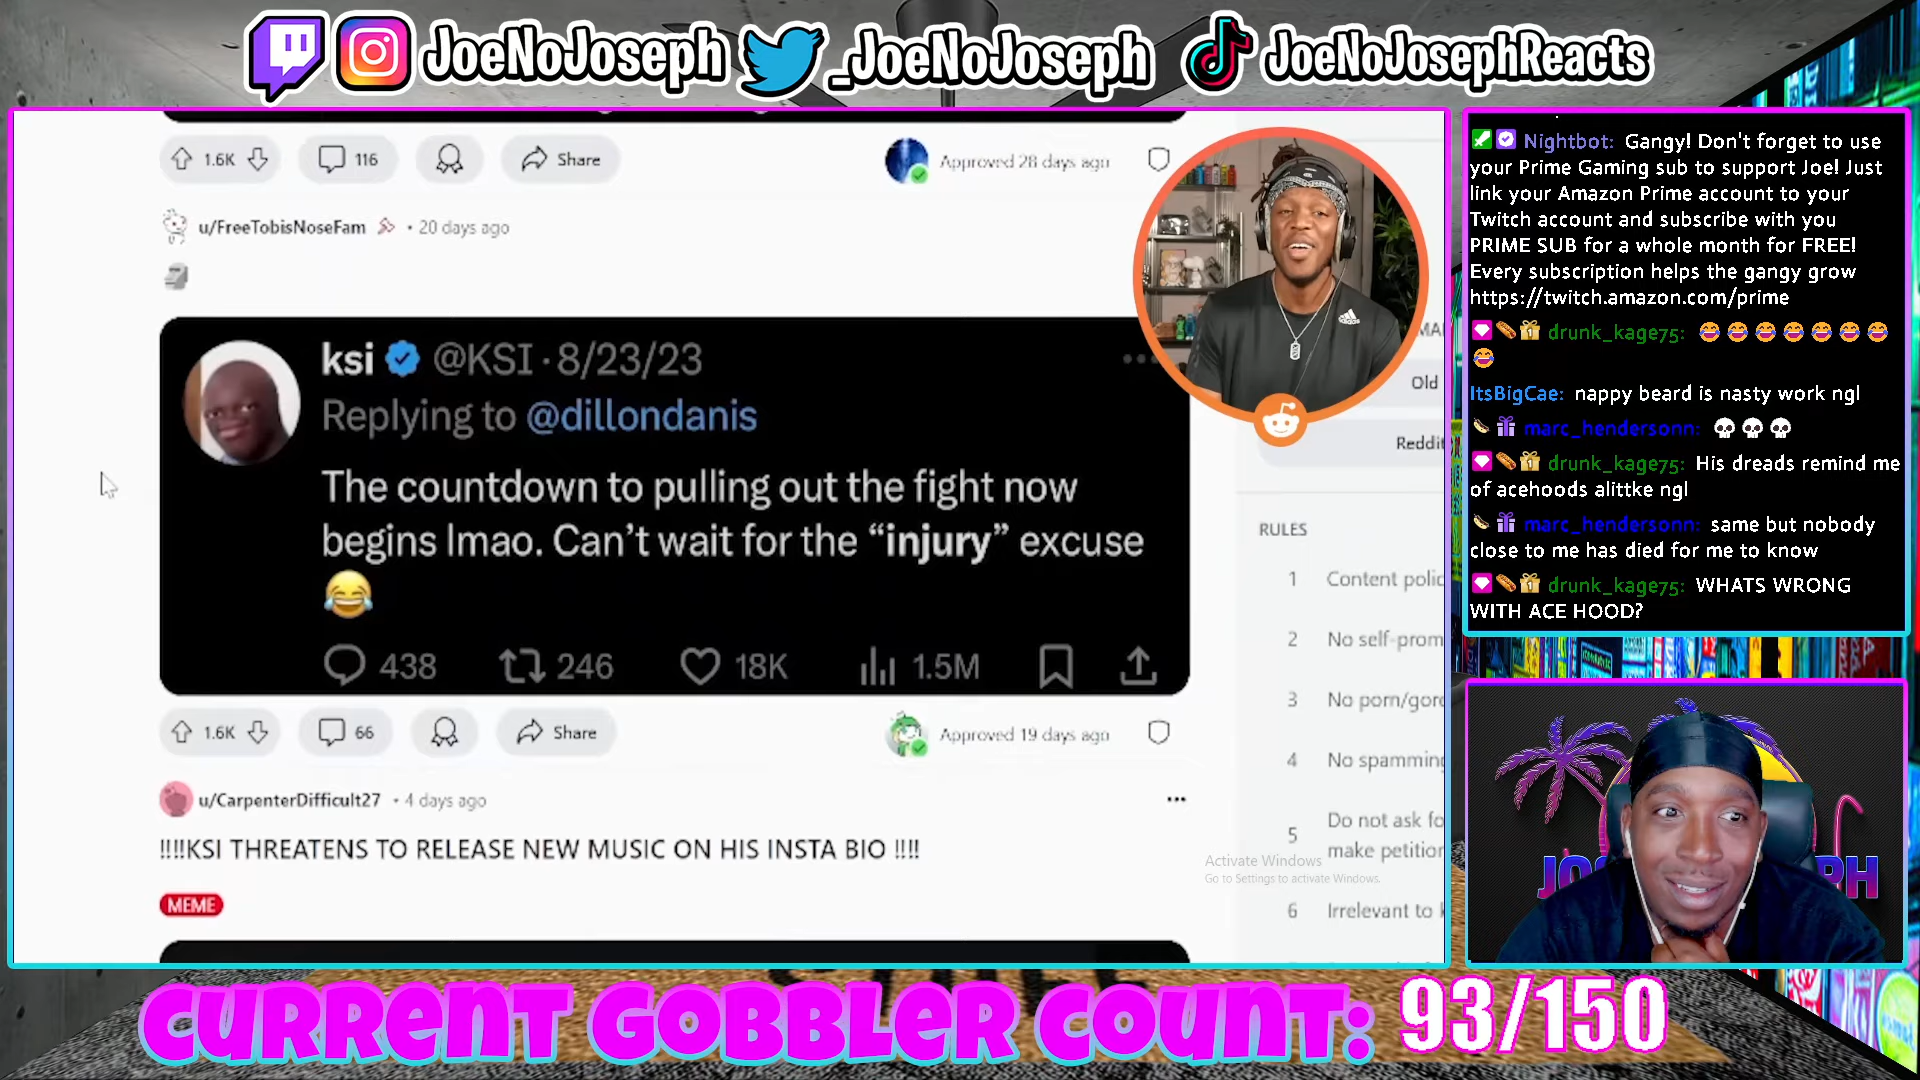 JoeNoJoseph _JoeNoJoseph JoeNoJosephReacts
1.6K 116 Share Approved 28 days ago
u/FreeTobisNoseFam • 20 days ago
ksi @KSI · 8/23/23
Replying to @dillondanis
The countdown to pulling out the fight now
begins lmao. Can't wait for the “injury” excuse
😂
438 246 18K 1.5M
1.6K 66 Share Approved 19 days ago
u/CarpenterDifficult27 • 4 days ago
!!!!KSI THREATENS TO RELEASE NEW MUSIC ON HIS INSTA BIO !!!!
MEME
adidas
Old
Reddit
RULES
1 Content polic
2 No self-prom
3 No porn/gore
4 No spamming
5 Do not ask fo
make petition
Activate Windows
Go to Settings to activate Windows.
6 Irrelevant to k
Nightbot: Gangy! Don't forget to use
your Prime Gaming sub to support Joe! Just
link your Amazon Prime account to your
Twitch account and subscribe with you
PRIME SUB for a whole month for FREE!
Every subscription helps the gangy grow
https://twitch.amazon.com/prime
drunk_kage75: 😂😂😂😂😂😂😂
😂
ItsBigCae: nappy beard is nasty work ngl
marc_hendersonn: 💀💀💀
drunk_kage75: His dreads remind me
of acehoods alittke ngl
marc_hendersonn: same but nobody
close to me has died for me to know
drunk_kage75: WHATS WRONG
WITH ACE HOOD?
CURRENT GOBBLER COUNT: 93/150